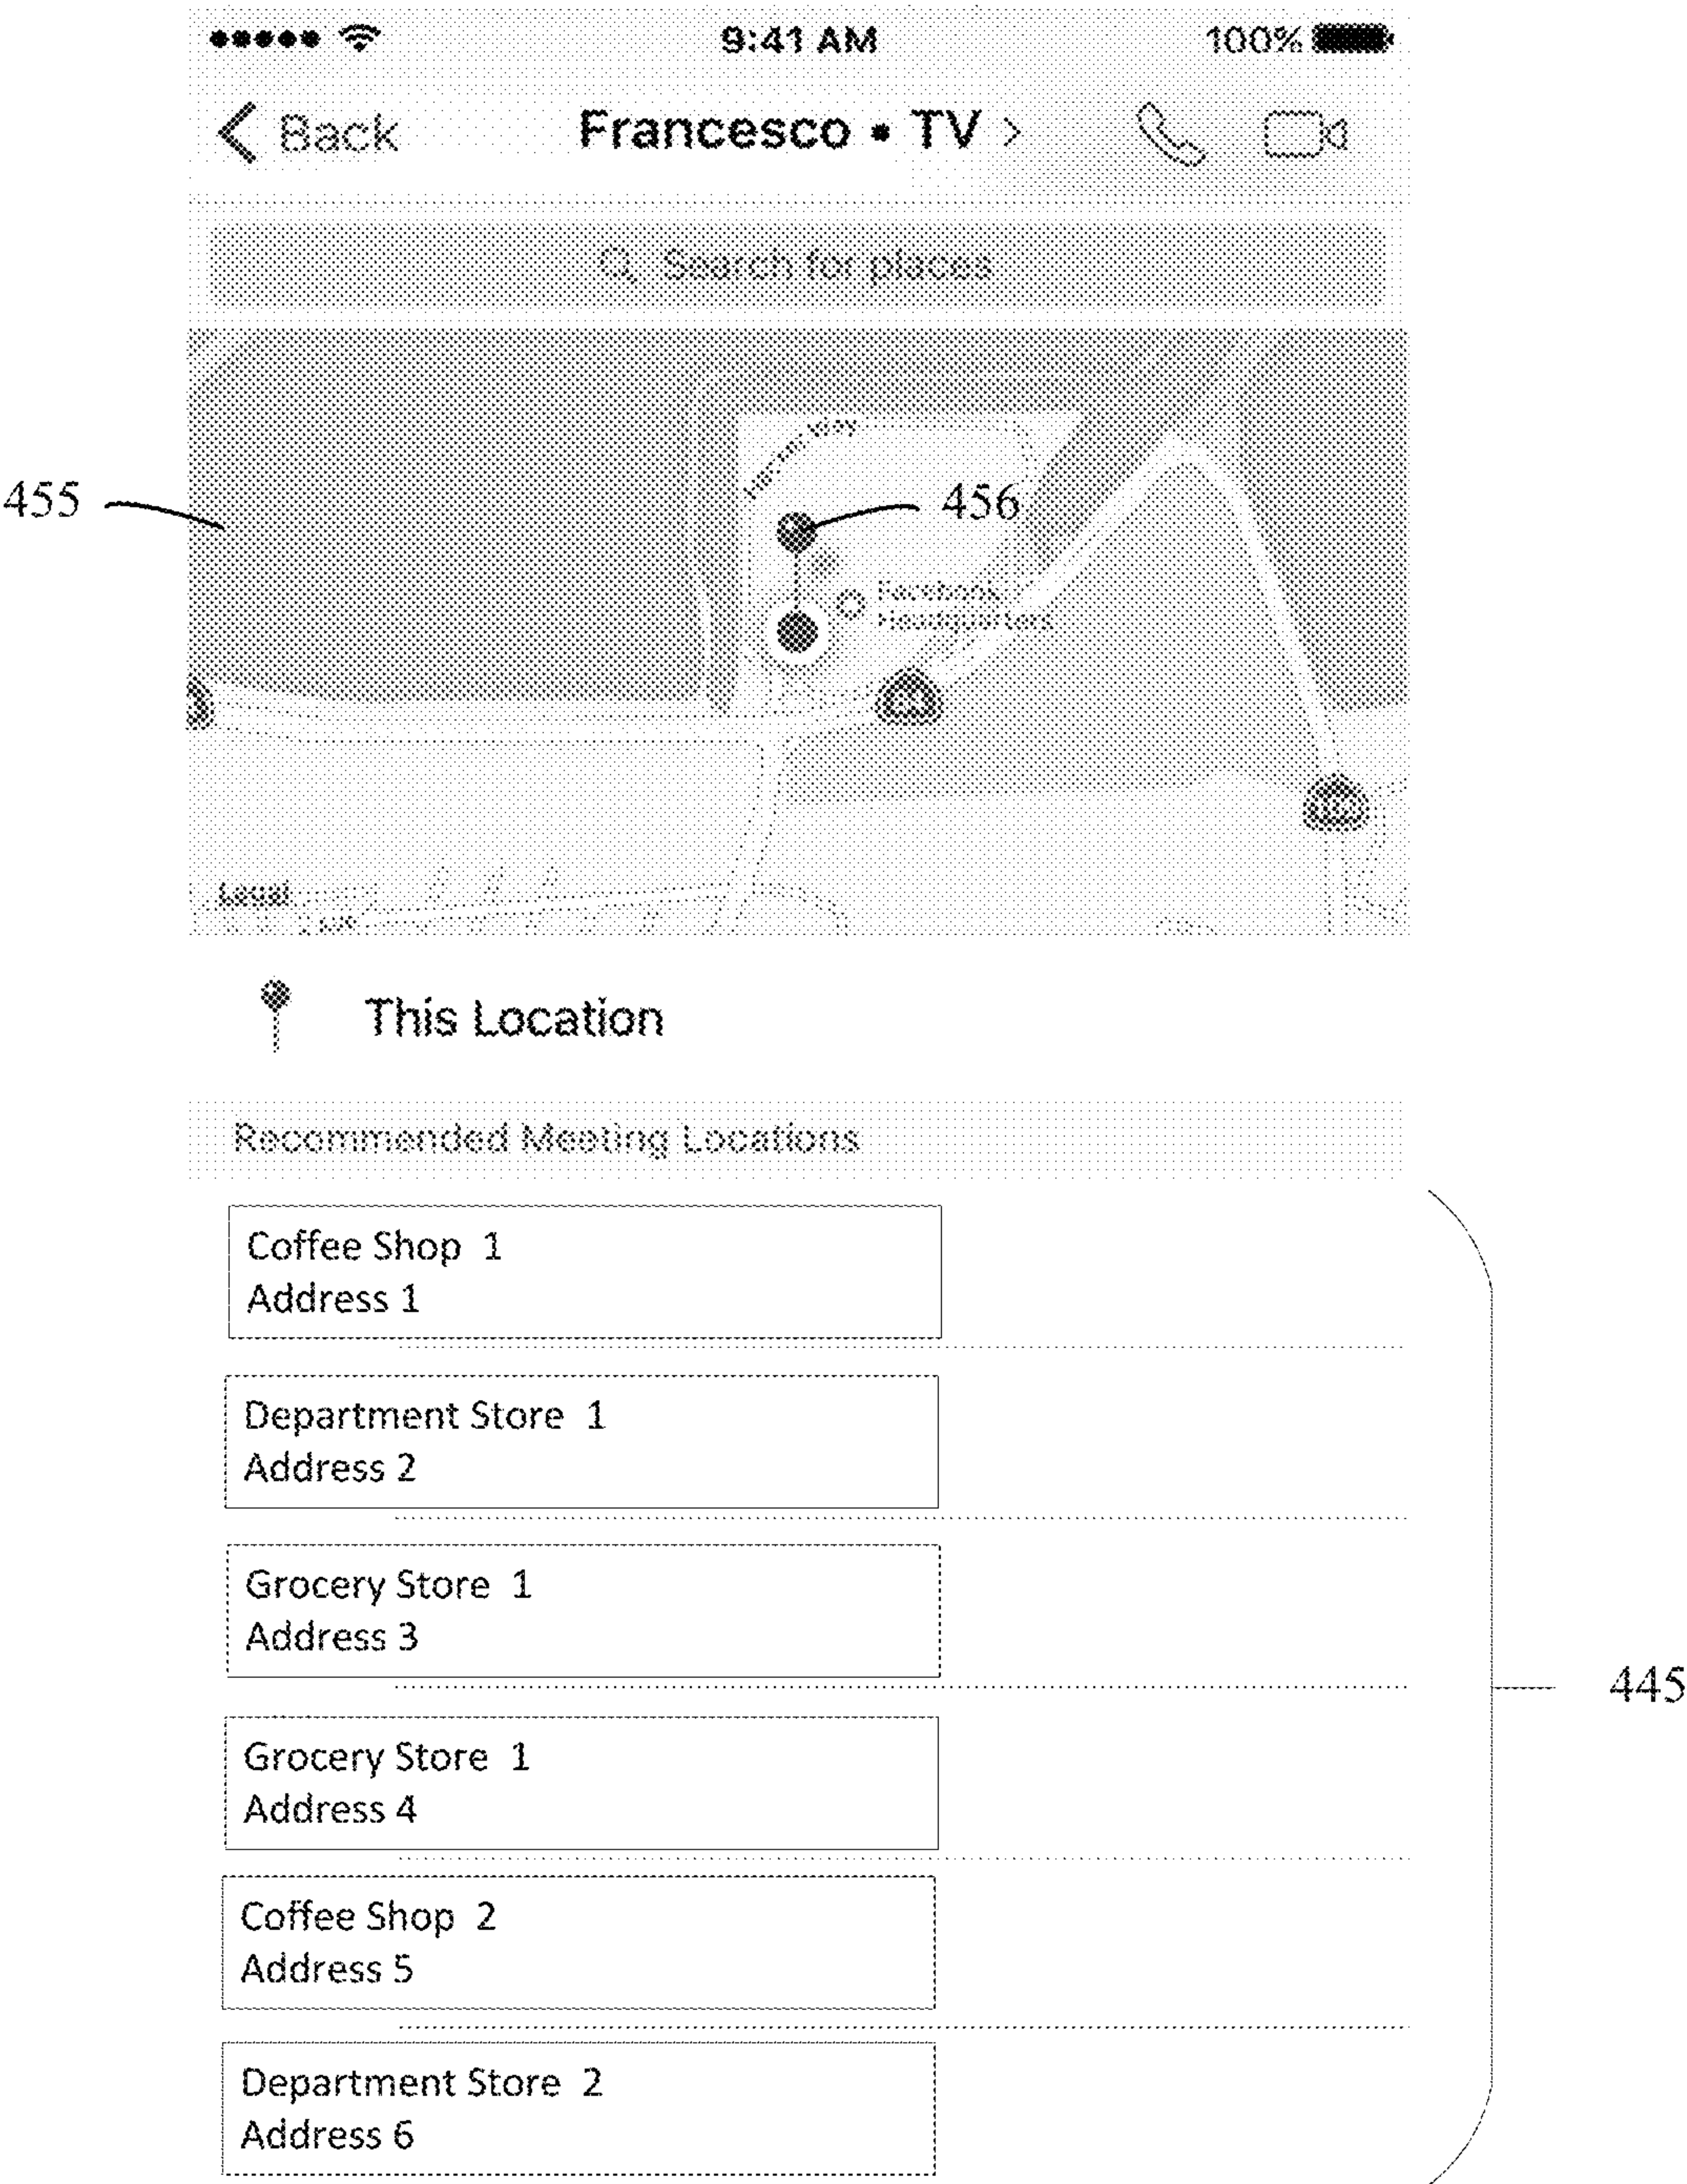 9:41 AM 100%
Back Francesco • TV >
Search for places
455
456
Facebook
Headquarters
Legal
This Location
Recommended Meeting Locations
Coffee Shop 1
Address 1
Department Store 1
Address 2
Grocery Store 1
Address 3
Grocery Store 1
Address 4
445
Coffee Shop 2
Address 5
Department Store 2
Address 6